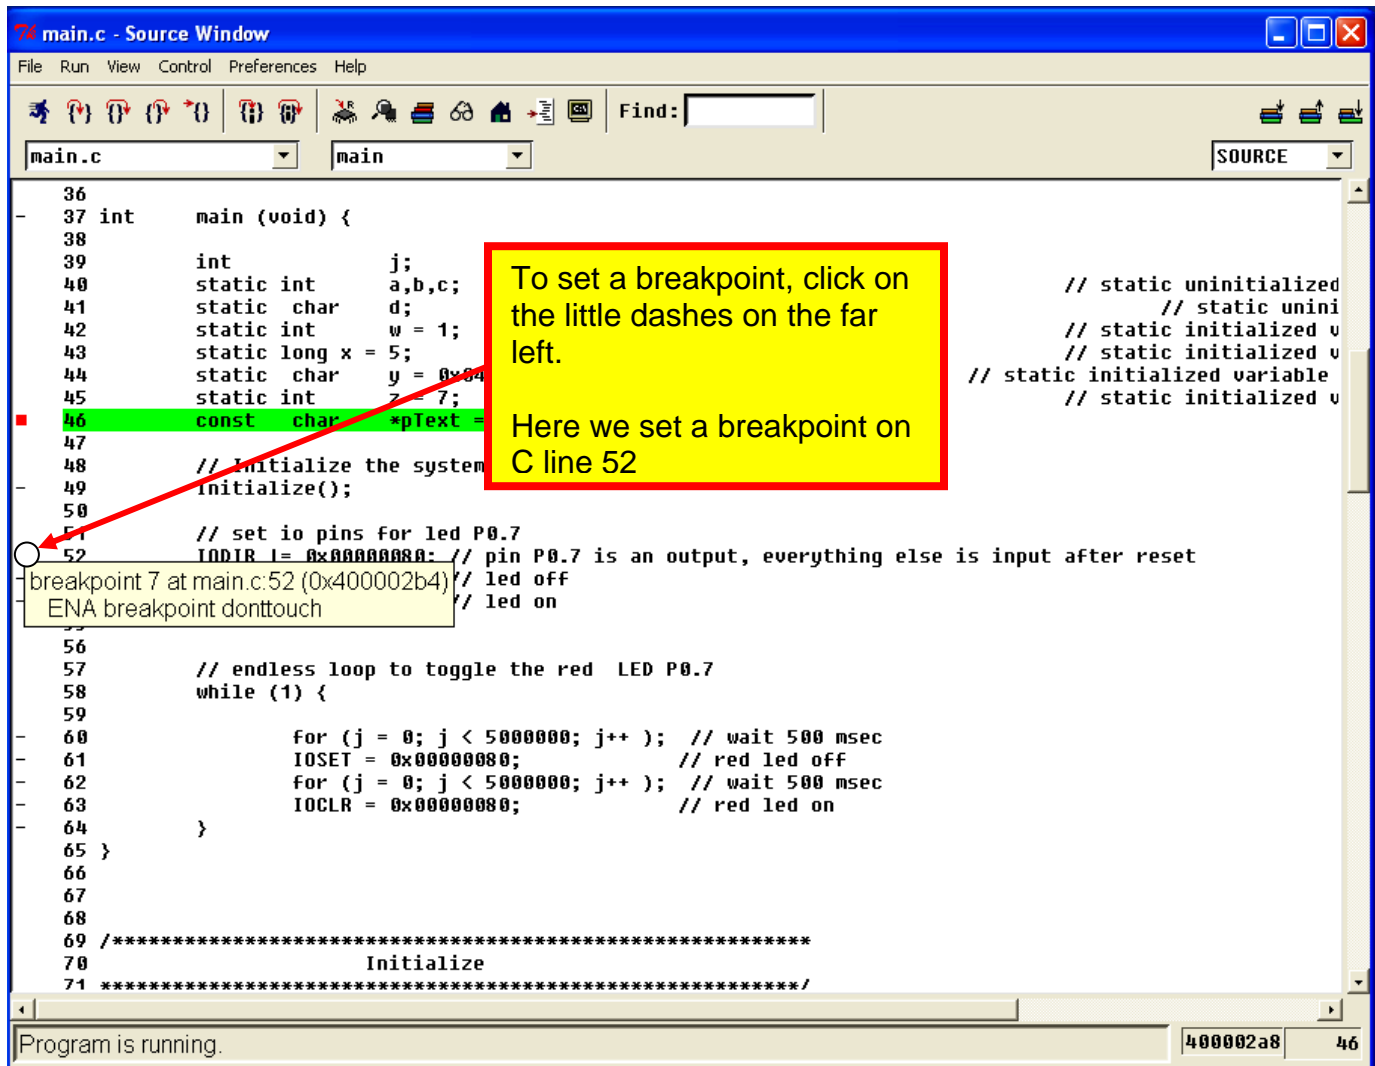 74 main.c - Source Window
File Run View Control Preferences Help
Find:
main.c main SOURCE
36
- 37 int main (void) {
38
39 int j;
40 static int a,b,c; // static uninitialized
41 static char d; // static unini
42 static int w = 1; // static initialized v
43 static long x = 5; // static initialized v
44 static char y = 0x04 // static initialized variable
45 static int z = 7; // static initialized v
46 const char *pText =
47
48 // Initialize the system
- 49 Initialize();
50
51 // set io pins for led P0.7
52 IODIR |= 0x00000080; // pin P0.7 is an output, everything else is input after reset
// led off
// led on
55
56
57 // endless loop to toggle the red LED P0.7
58 while (1) {
59
- 60 for (j = 0; j < 5000000; j++ ); // wait 500 msec
- 61 IOSET = 0x00000080; // red led off
- 62 for (j = 0; j < 5000000; j++ ); // wait 500 msec
- 63 IOCLR = 0x00000080; // red led on
- 64 }
65 }
66
67
68
69 /**********************************************************
70 Initialize
71 **********************************************************/
To set a breakpoint, click on
the little dashes on the far
left.
Here we set a breakpoint on
C line 52
breakpoint 7 at main.c:52 (0x400002b4)
ENA breakpoint donttouch
Program is running. 400002a8 46